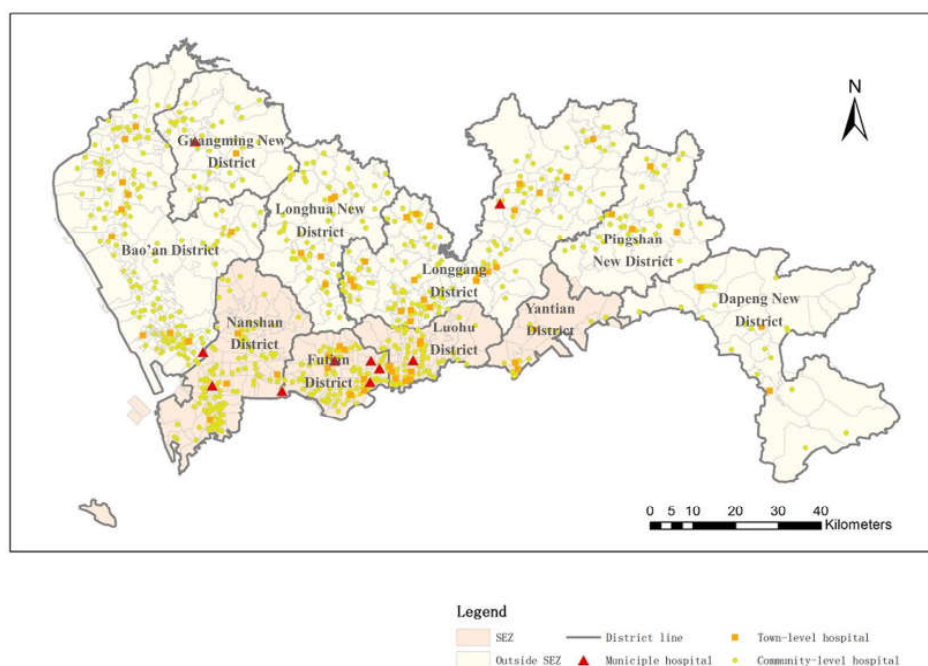 N
Guangming New
District
Longhua New
District
Bao'an District
Pingshan
New District
Longgang
District
Dapeng New
District
Yantian
District
Nanshan
District
Luohu
District
Futian
District
0 5 10 20 30 40
Kilometers
Legend
SEZ District line Town-level hospital
Outside SEZ Municiple hospital Community-level hospital